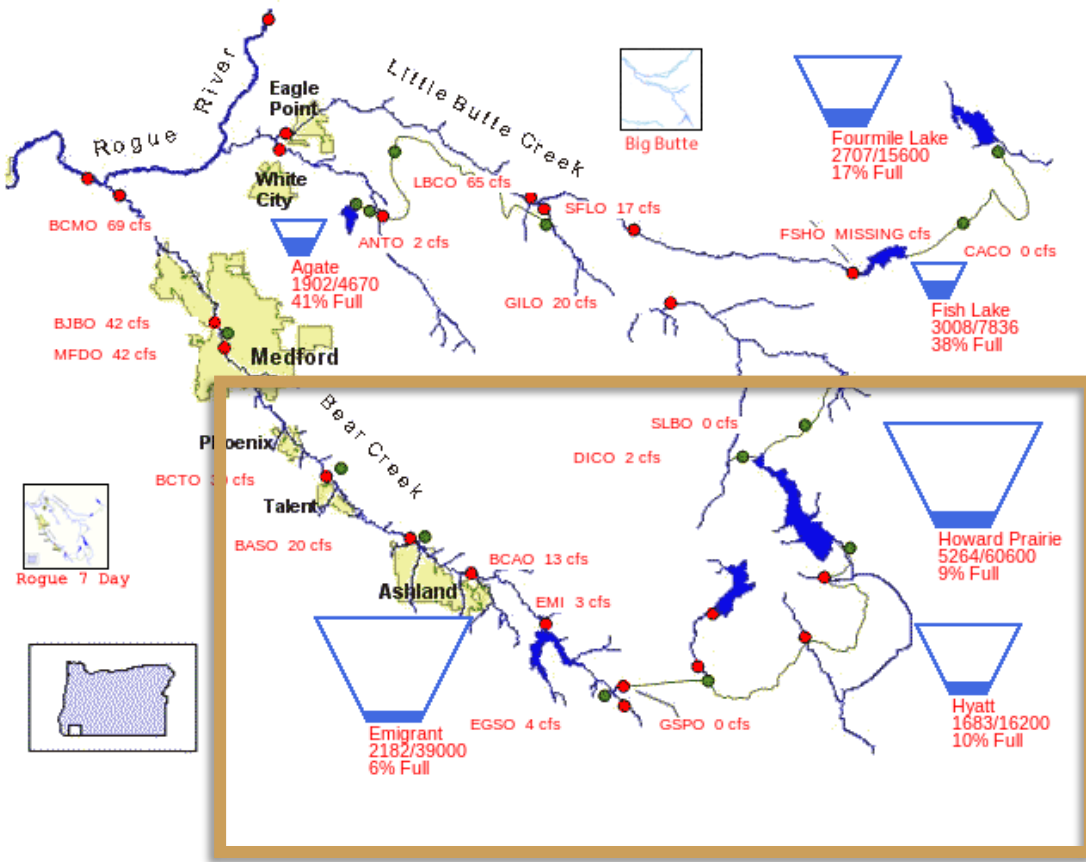 Rogue River
Eagle
Point
Little Butte Creek
Big Butte
Fourmile Lake
2707/15600
17% Full
White
City
LBCO 65 cfs
SFLO 17 cfs
BCMO 69 cfs
ANTO 2 cfs
FSHO MISSING cfs
CACO 0 cfs
Agate
1902/4670
41% Full
GILO 20 cfs
Fish Lake
3008/7836
38% Full
BJBO 42 cfs
MFDO 42 cfs
Medford
Bear Creek
Phoenix
SLBO 0 cfs
DICO 2 cfs
BCTO cfs
Talent
Howard Prairie
5264/60600
9% Full
BASO 20 cfs
BCAO 13 cfs
Rogue 7 Day
Ashland
EMI 3 cfs
Hyatt
1683/16200
10% Full
EGSO 4 cfs
GSPO 0 cfs
Emigrant
2182/39000
6% Full